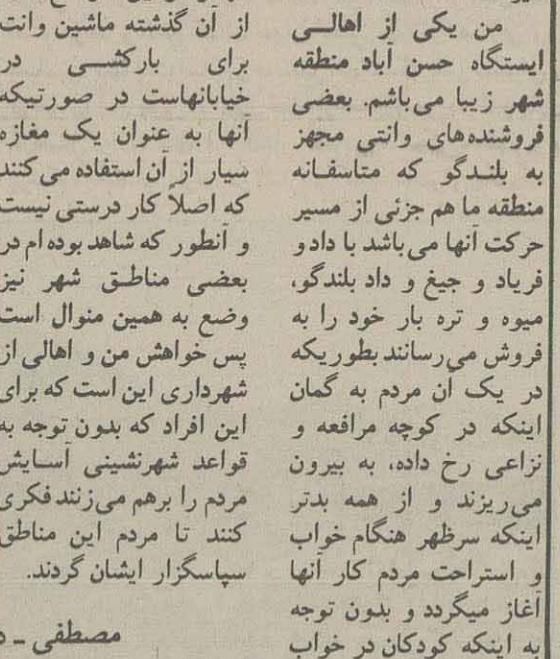 من یکی از اهالی
ایستگاه حسن آباد منطقه
شهر زیبا می‌باشم. بعضی
فروشنده‌های وانتی مجهز
به بلندگو که متاسفانه
منطقه ما هم جزئی از مسیر
حرکت آنها می‌باشد با داد و
فریاد و جیغ و داد بلندگو،
میوه و تره بار خود را به
فروش می‌رسانند بطوریکه
در یک آن مردم به گمان
اینکه در کوچه مرافعه و
نزاعی رخ داده، به بیرون
می‌ریزند و از همه بدتر
اینکه سرظهر هنگام خواب
و استراحت مردم کار آنها
آغاز میگردد و بدون توجه
به اینکه کودکان در خواب
از آن گذشته ماشین وانت
برای بارکشی در
خیابانهاست در صورتیکه
آنها به عنوان یک مغازه
سیار از آن استفاده می‌کنند
که اصلاً کار درستی نیست
و آنطور که شاهد بوده‌ام در
بعضی مناطق شهر نیز
وضع به همین منوال است
پس خواهش من و اهالی از
شهرداری این است که برای
این افراد که بدون توجه به
قواعد شهرنشینی آسایش
مردم را برهم می‌زنند فکری
کنند تا مردم این مناطق
سپاسگزار ایشان گردند.
مصطفی ـ